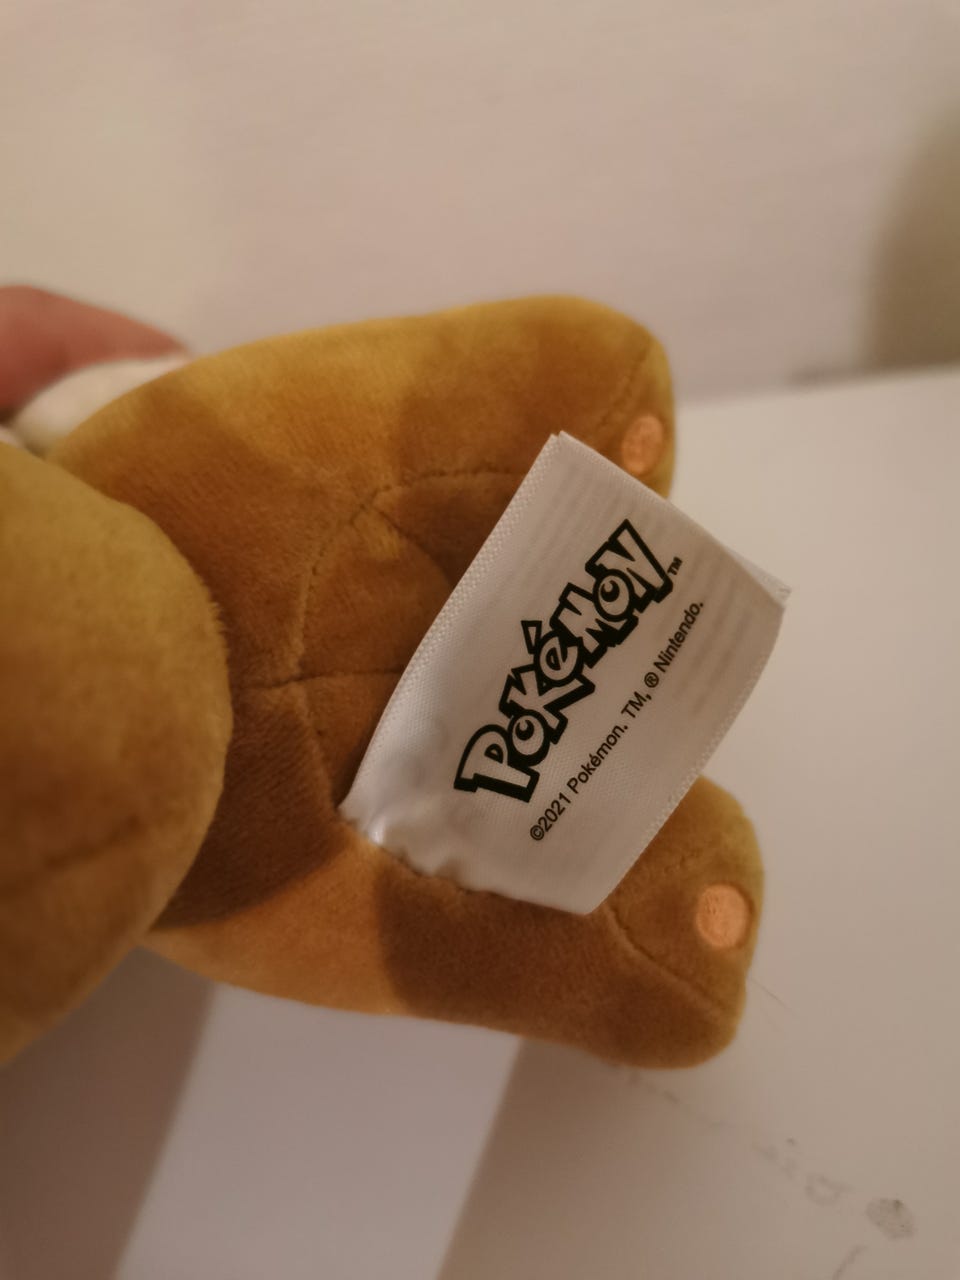 Pokémon™
©2021 Pokémon. TM, ® Nintendo.